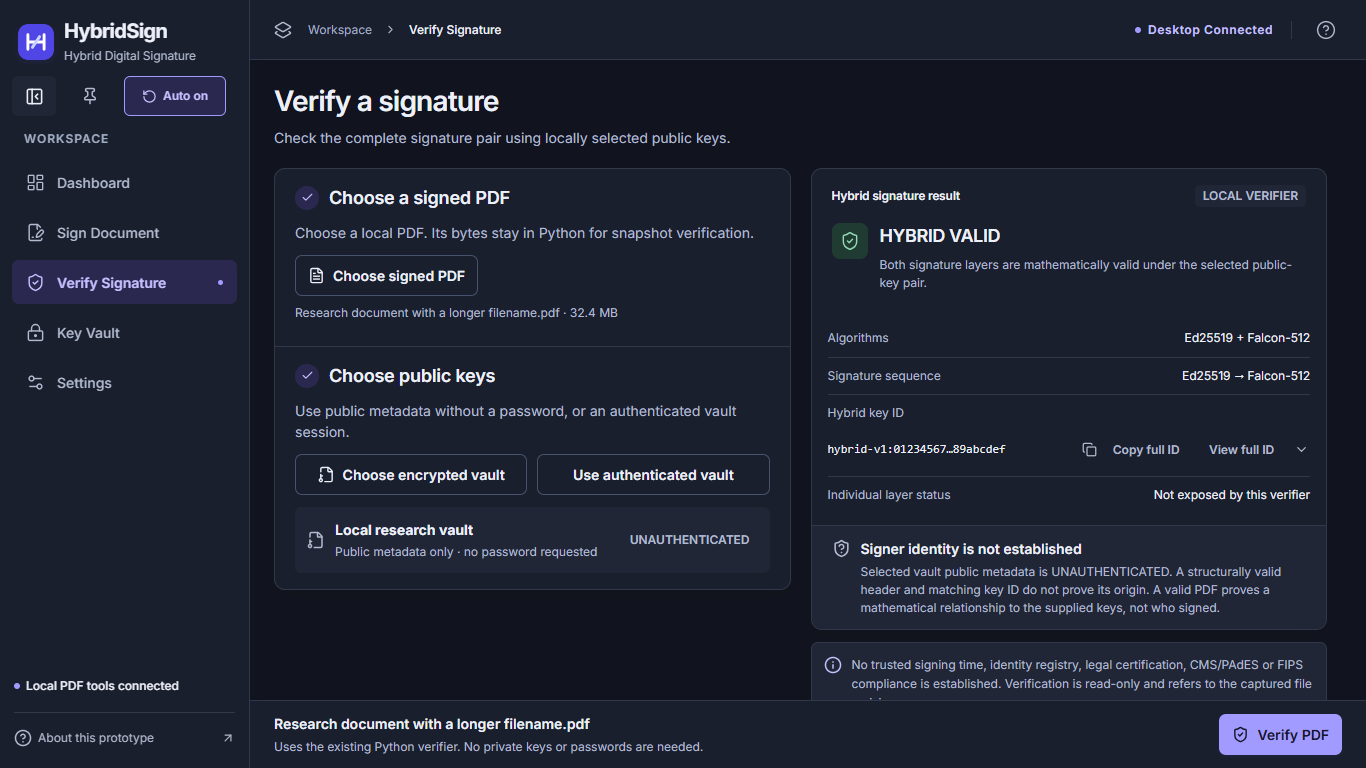 HybridSign
Hybrid Digital Signature
Auto on
WORKSPACE
Dashboard
Sign Document
Verify Signature
Key Vault
Settings
Local PDF tools connected
About this prototype
Workspace > Verify Signature
Desktop Connected
Verify a signature
Check the complete signature pair using locally selected public keys.
Choose a signed PDF
Choose a local PDF. Its bytes stay in Python for snapshot verification.
Choose signed PDF
Research document with a longer filename.pdf · 32.4 MB
Choose public keys
Use public metadata without a password, or an authenticated vault
session.
Choose encrypted vault
Use authenticated vault
Local research vault
Public metadata only · no password requested
UNAUTHENTICATED
Hybrid signature result
LOCAL VERIFIER
HYBRID VALID
Both signature layers are mathematically valid under the selected public-
key pair.
Algorithms
Ed25519 + Falcon-512
Signature sequence
Ed25519 → Falcon-512
Hybrid key ID
hybrid-v1:01234567…89abcdef
Copy full ID
View full ID
Individual layer status
Not exposed by this verifier
Signer identity is not established
Selected vault public metadata is UNAUTHENTICATED. A structurally valid
header and matching key ID do not prove its origin. A valid PDF proves a
mathematical relationship to the supplied keys, not who signed.
No trusted signing time, identity registry, legal certification, CMS/PAdES or FIPS
compliance is established. Verification is read-only and refers to the captured file
Research document with a longer filename.pdf
Uses the existing Python verifier. No private keys or passwords are needed.
Verify PDF